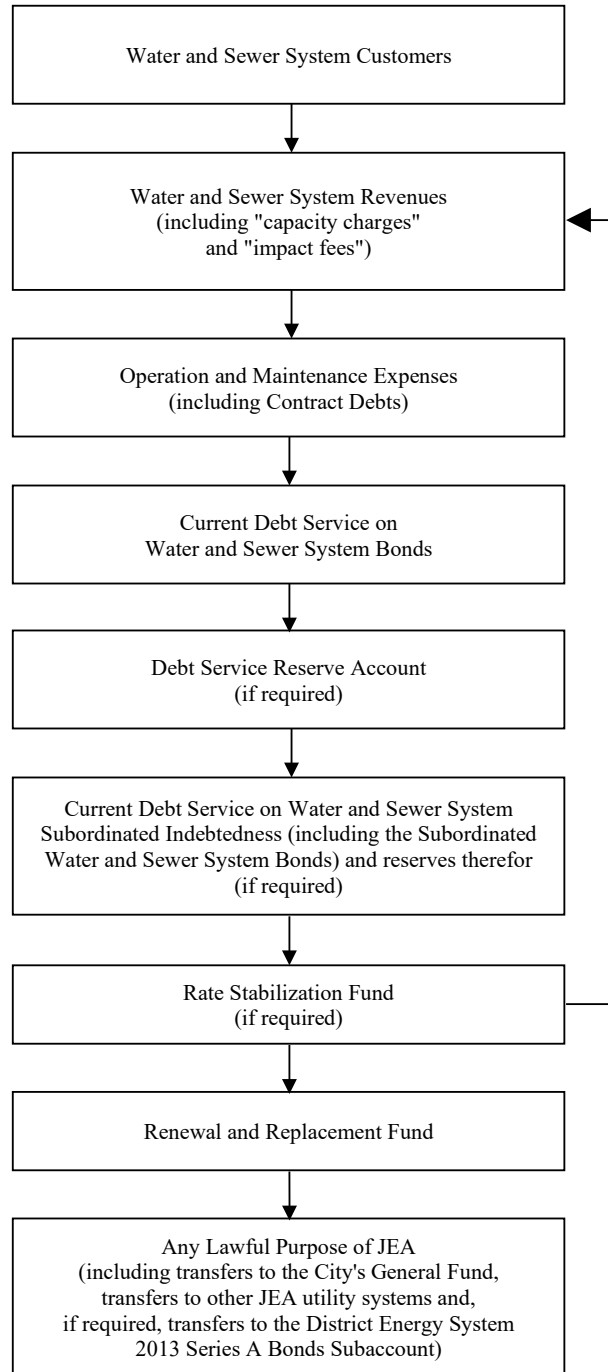 Water and Sewer System Customers
Water and Sewer System Revenues
(including "capacity charges"
and "impact fees")
Operation and Maintenance Expenses
(including Contract Debts)
Current Debt Service on
Water and Sewer System Bonds
Debt Service Reserve Account
(if required)
Current Debt Service on Water and Sewer System
Subordinated Indebtedness (including the Subordinated
Water and Sewer System Bonds) and reserves therefor
(if required)
Rate Stabilization Fund
(if required)
Renewal and Replacement Fund
Any Lawful Purpose of JEA
(including transfers to the City's General Fund,
transfers to other JEA utility systems and,
if required, transfers to the District Energy System
2013 Series A Bonds Subaccount)